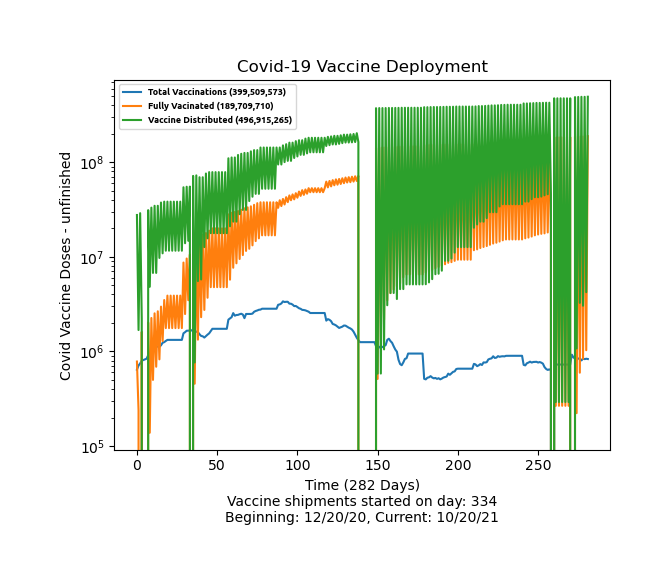 Covid-19 Vaccine Deployment
Total Vaccinations (399,509,573)
Fully Vacinated (189,709,710)
Vaccine Distributed (496,915,265)
Covid Vaccine Doses - unfinished
10^8
10^7
10^6
10^5
0 50 100 150 200 250
Time (282 Days)
Vaccine shipments started on day: 334
Beginning: 12/20/20, Current: 10/20/21